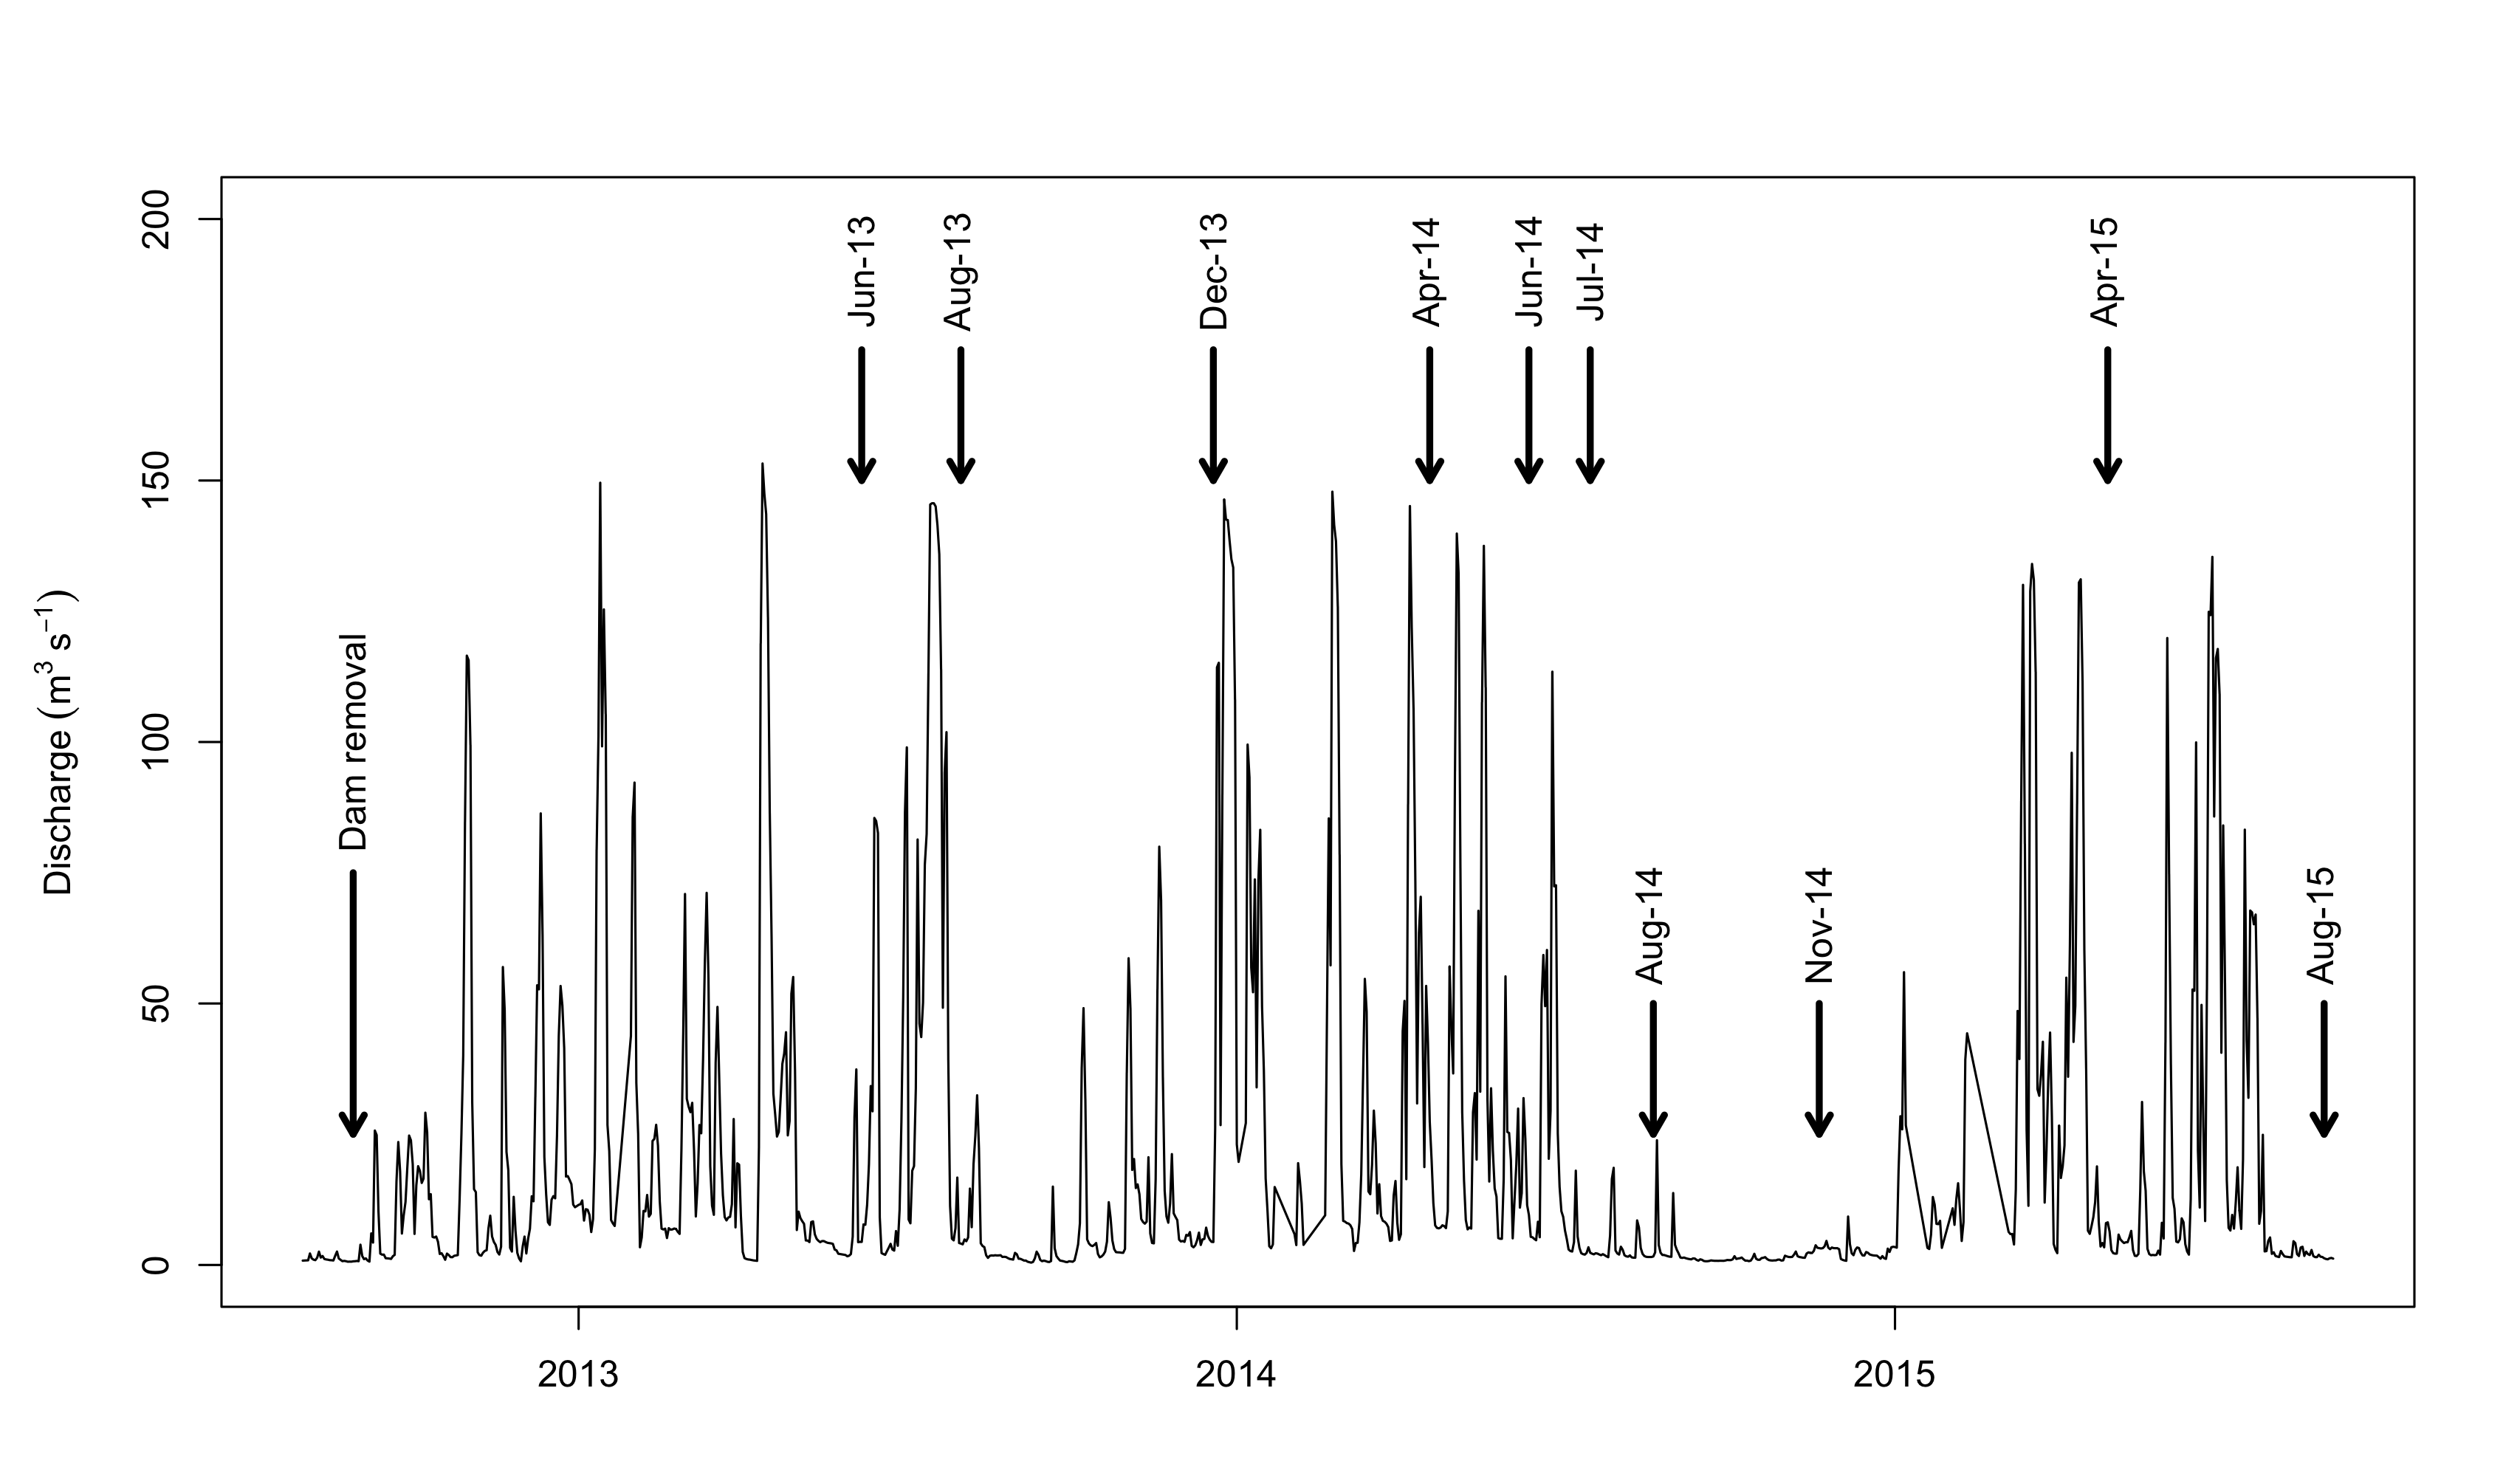 Jun-13
Aug-13
Dec-13
Apr-14
Jun-14
Jul-14
Apr-15
Dam removal
Aug-14
Nov-14
Aug-15
Discharge (m³ s⁻¹)
200
150
100
50
0
2013
2014
2015